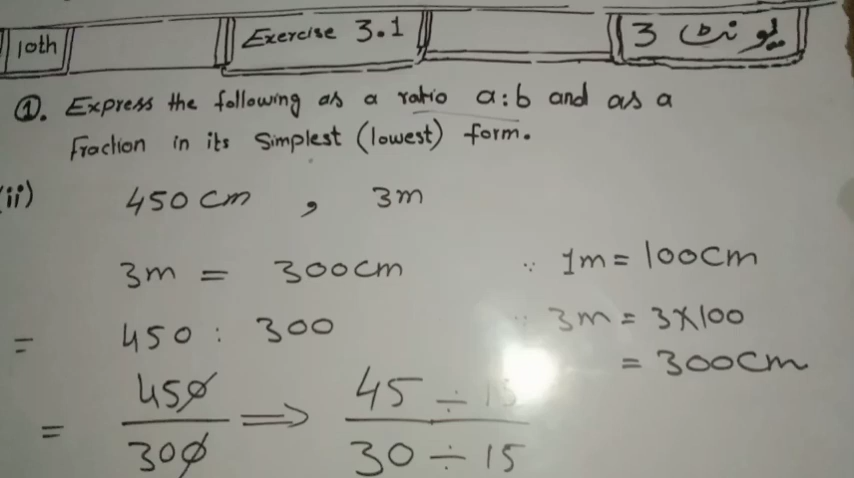 10th Exercise 3.1 یونٹ 3
①. Express the following as a ratio a:b and as a
Fraction in its Simplest (lowest) form.
(ii) 450 cm , 3m
3m = 300cm ∵ 1m = 100cm
= 450 : 300 ∵ 3m = 3×100
= 300cm
= 450/300 ⟹ 45 ÷ 15/30 ÷ 15